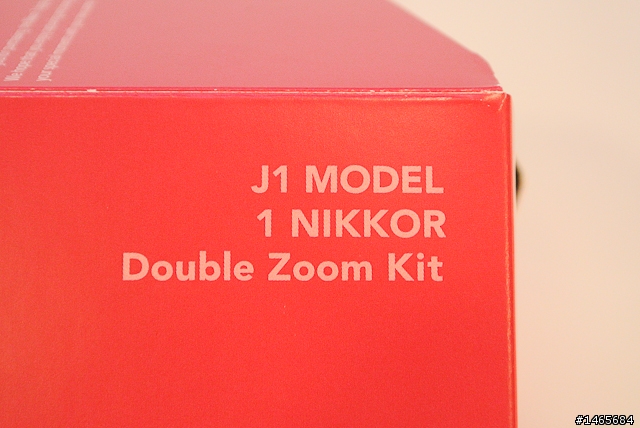 J1 MODEL
1 NIKKOR
Double Zoom Kit
#1465684